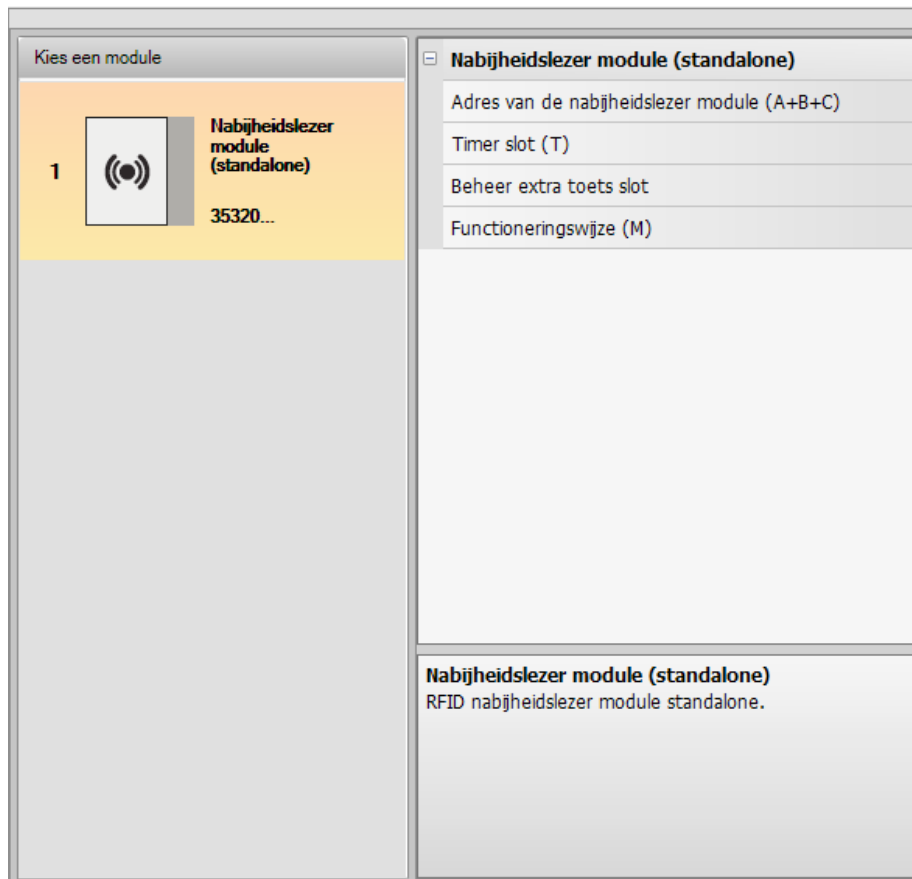 Kies een module
1
Nabijheidslezer
module
(standalone)
35320...
Nabijheidslezer module (standalone)
Adres van de nabijheidslezer module (A+B+C)
Timer slot (T)
Beheer extra toets slot
Functioneringswijze (M)
Nabijheidslezer module (standalone)
RFID nabijheidslezer module standalone.